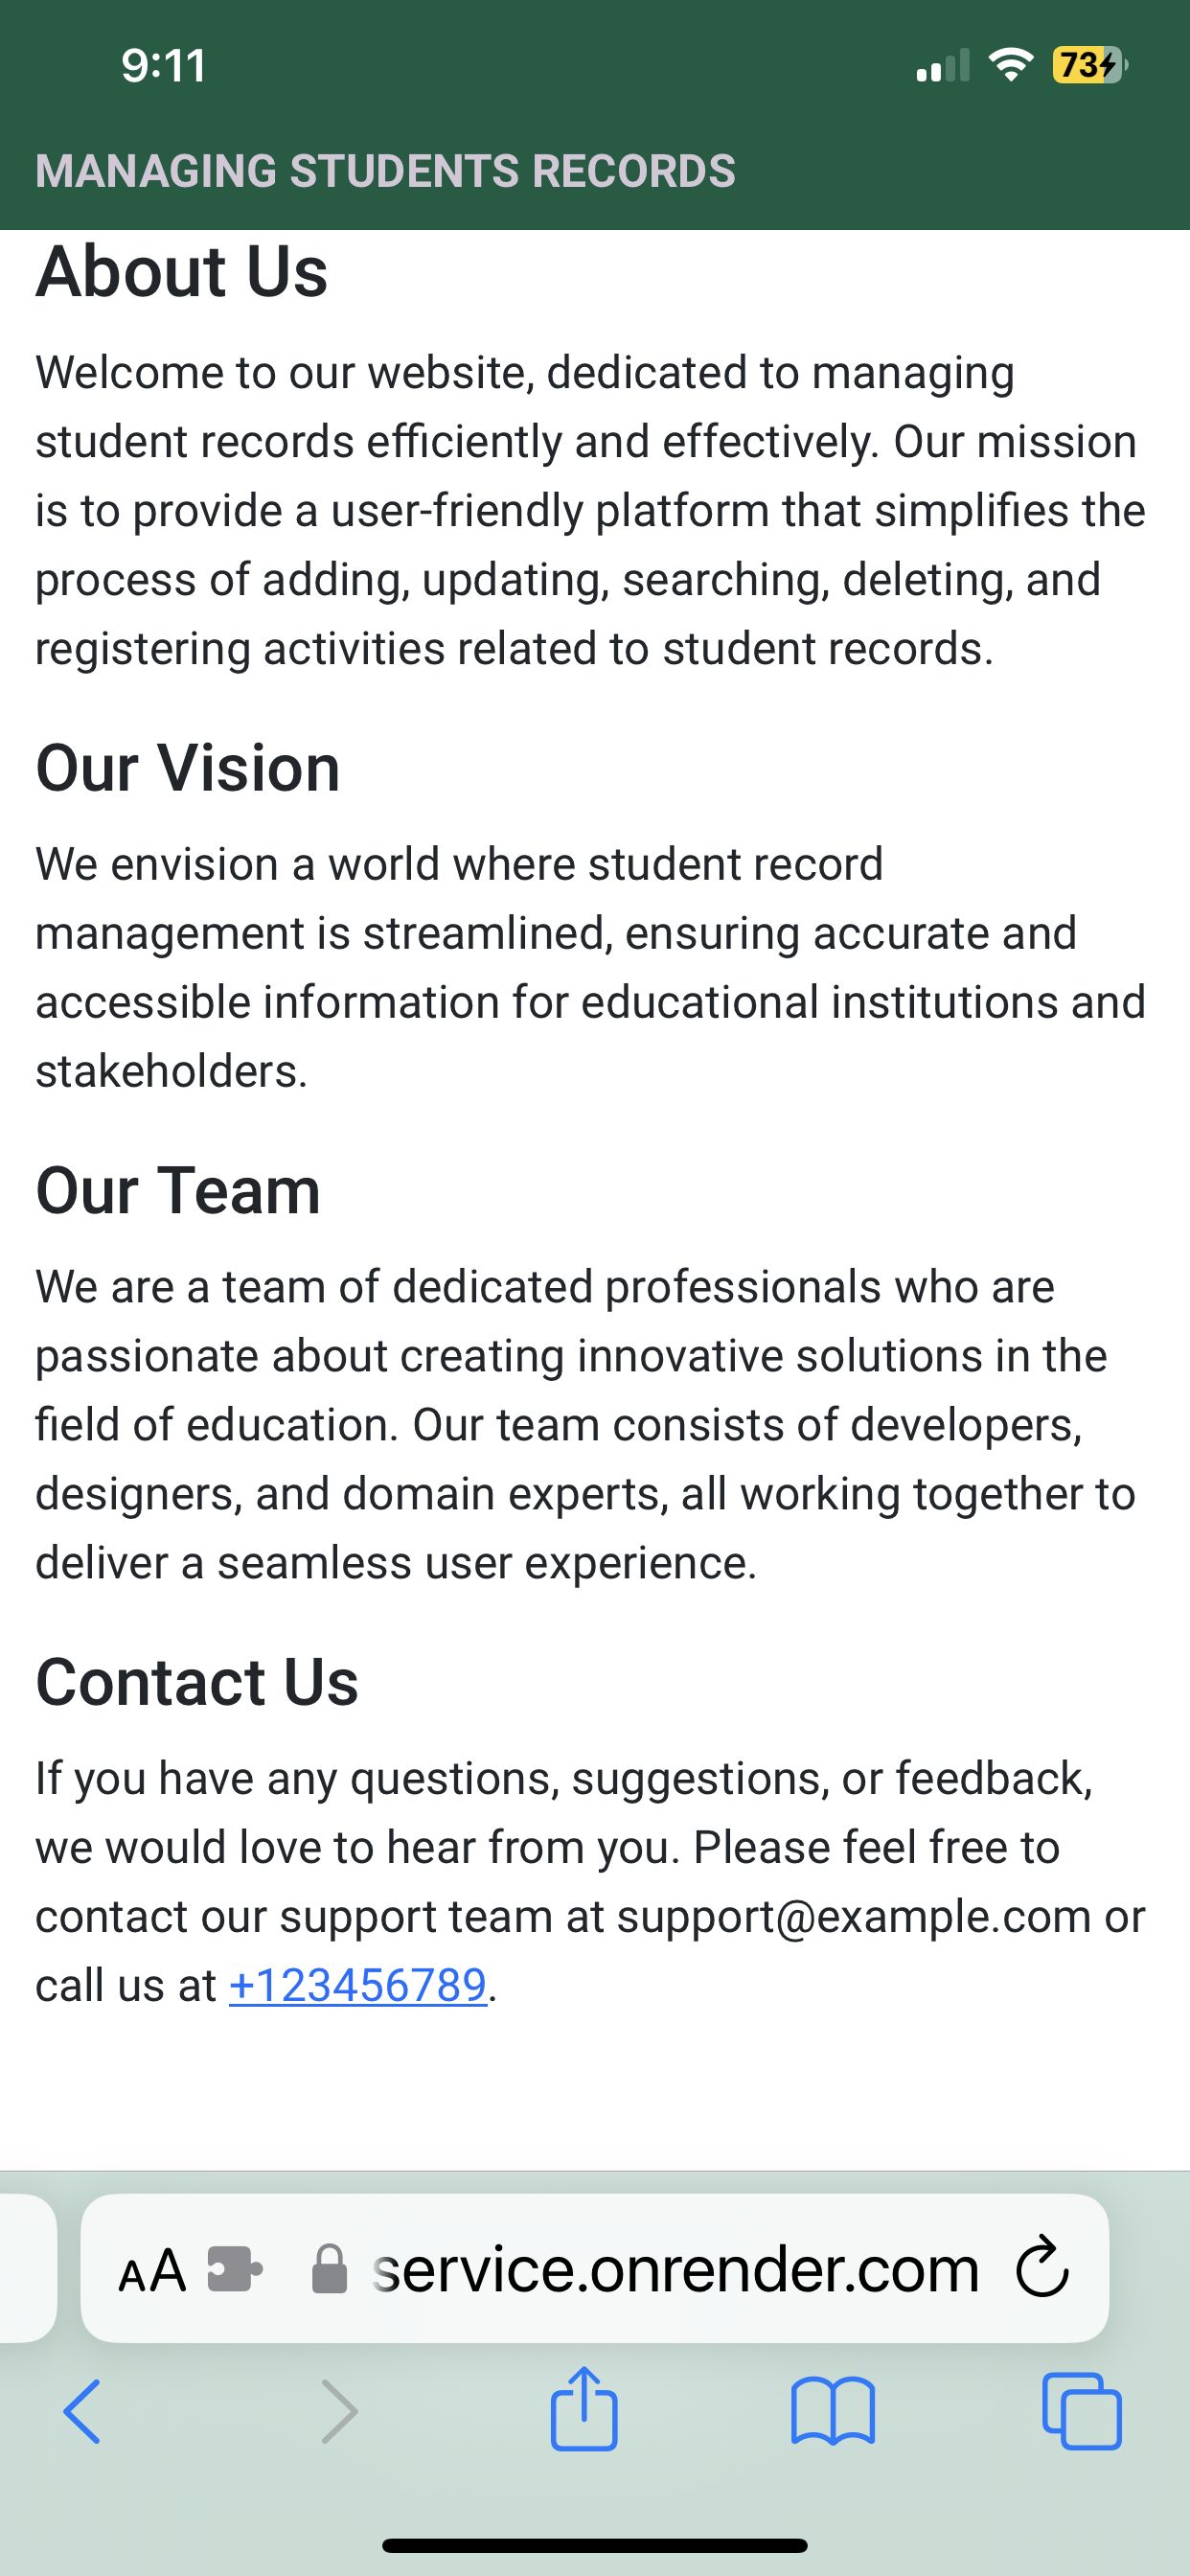 9:11
73
MANAGING STUDENTS RECORDS
About Us
Welcome to our website, dedicated to managing
student records efficiently and effectively. Our mission
is to provide a user-friendly platform that simplifies the
process of adding, updating, searching, deleting, and
registering activities related to student records.
Our Vision
We envision a world where student record
management is streamlined, ensuring accurate and
accessible information for educational institutions and
stakeholders.
Our Team
We are a team of dedicated professionals who are
passionate about creating innovative solutions in the
field of education. Our team consists of developers,
designers, and domain experts, all working together to
deliver a seamless user experience.
Contact Us
If you have any questions, suggestions, or feedback,
we would love to hear from you. Please feel free to
contact our support team at support@example.com or
call us at +123456789.
AA service.onrender.com